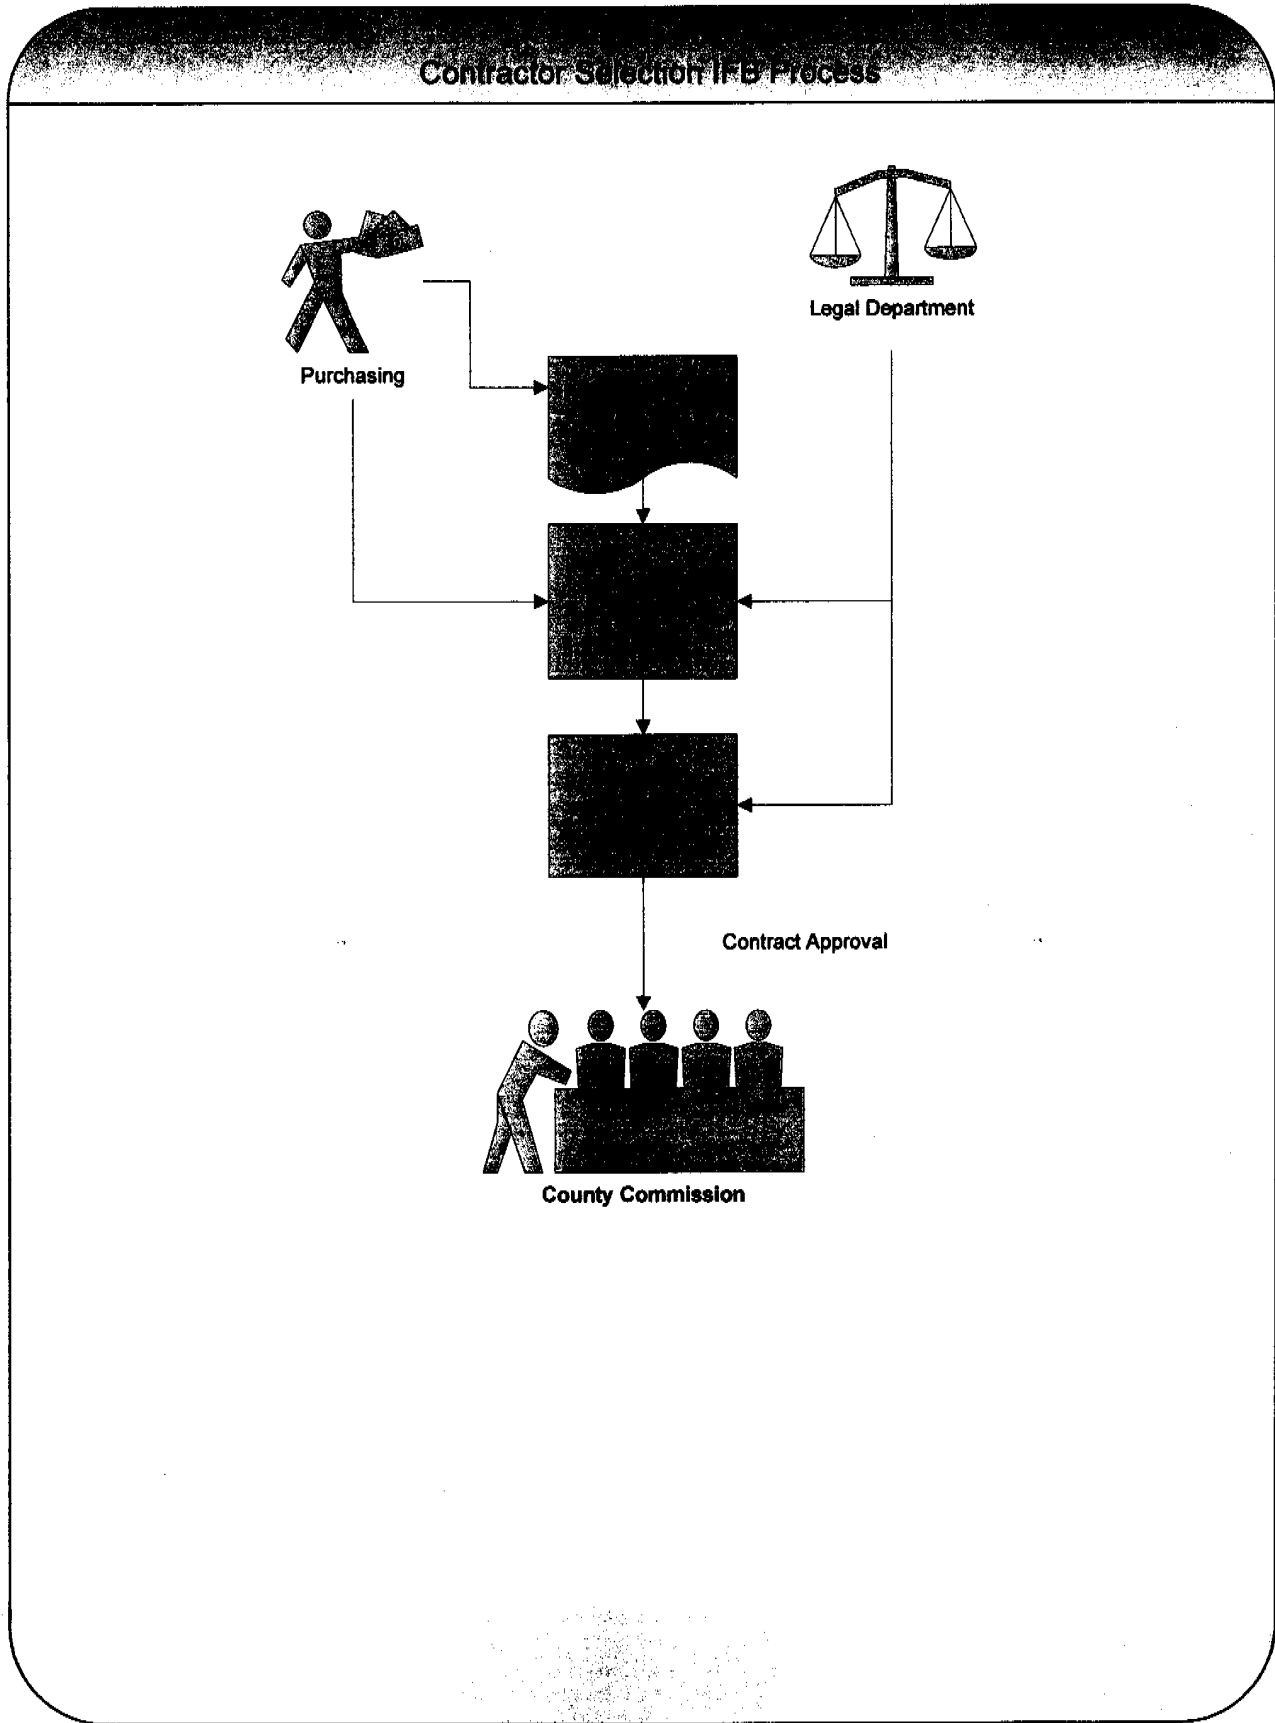 Contractor Selection IFB Process
Legal Department
Purchasing
Contract Approval
County Commission